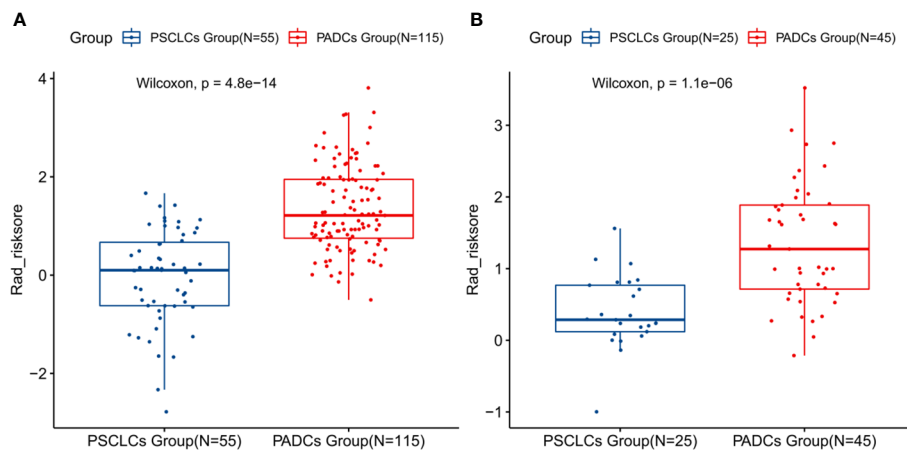 A
Group PSCLCs Group(N=55) PADCs Group(N=115)
Wilcoxon, p = 4.8e−14
Rad_risksore
4
2
0
−2
PSCLCs Group(N=55) PADCs Group(N=115)
B
Group PSCLCs Group(N=25) PADCs Group(N=45)
Wilcoxon, p = 1.1e−06
Rad_risksore
3
2
1
0
−1
PSCLCs Group(N=25) PADCs Group(N=45)